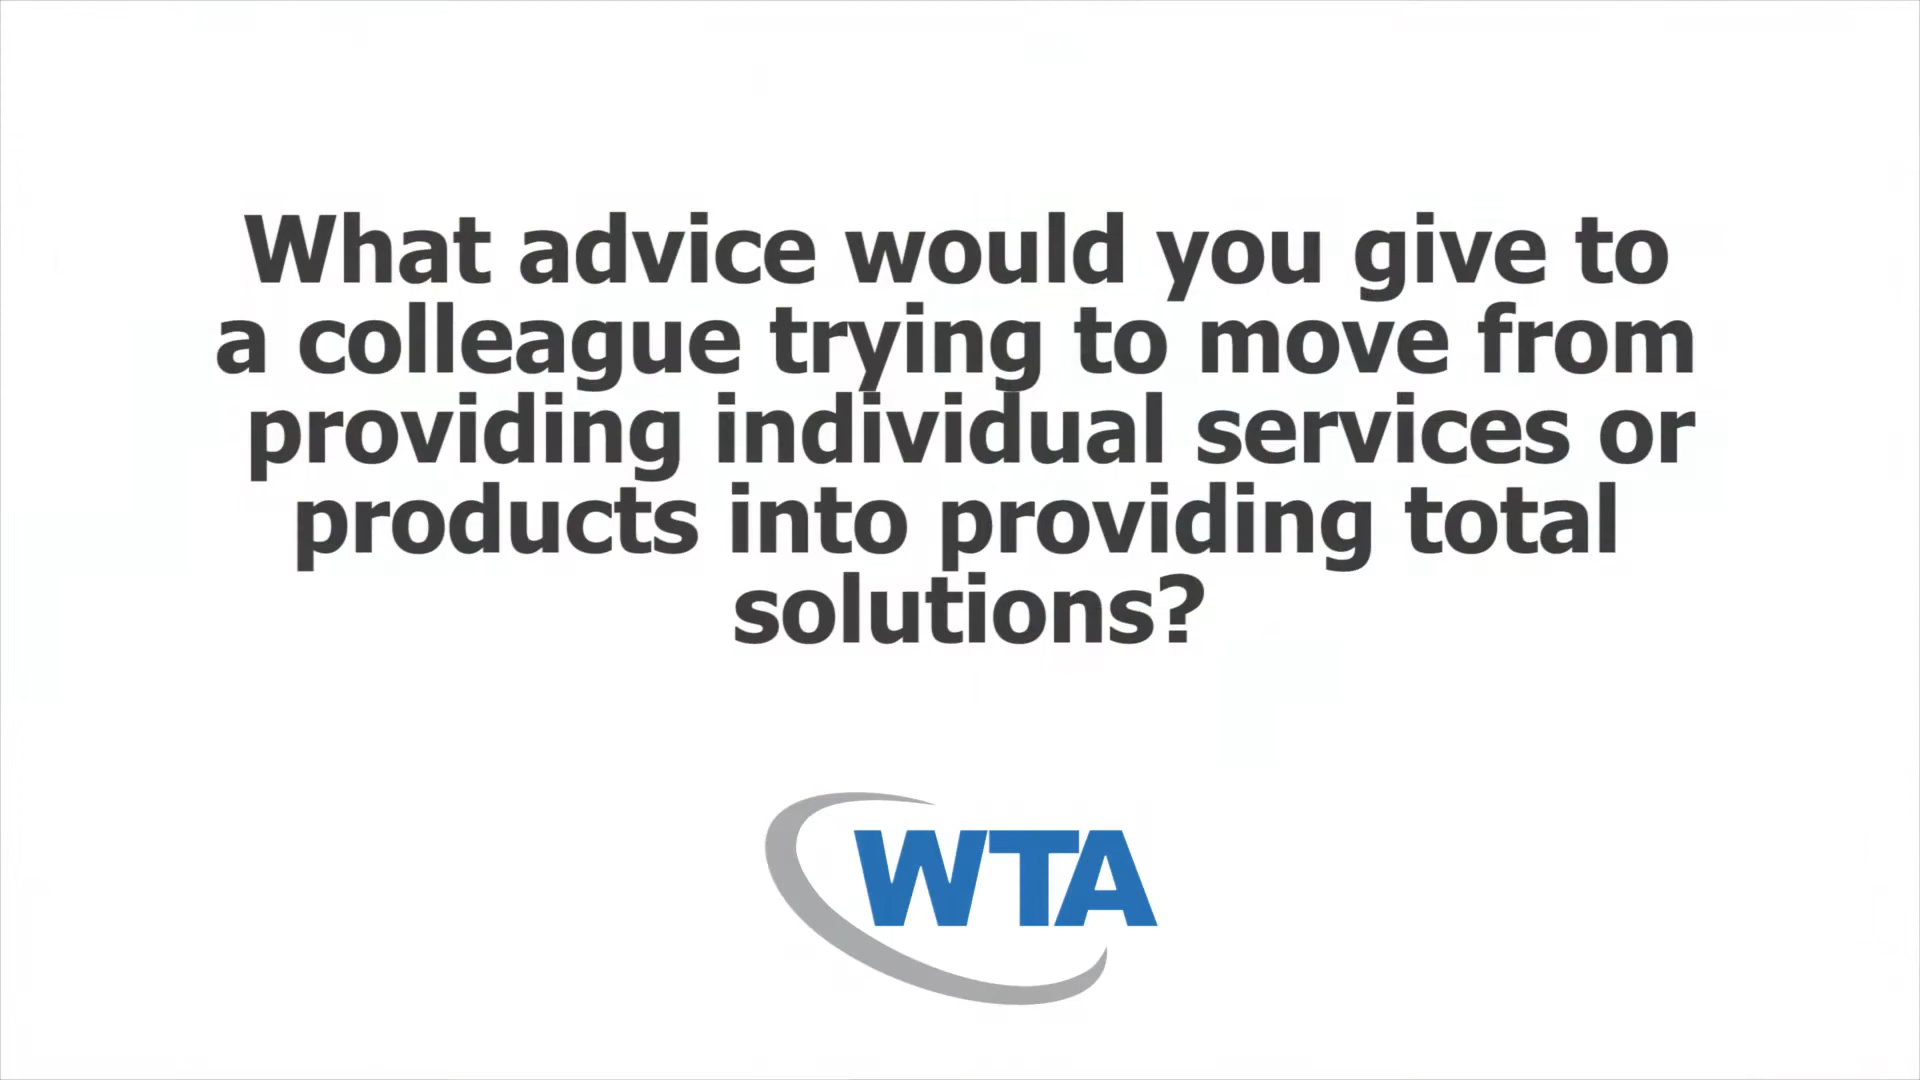 What advice would you give to
a colleague trying to move from
providing individual services or
products into providing total
solutions?
WTA